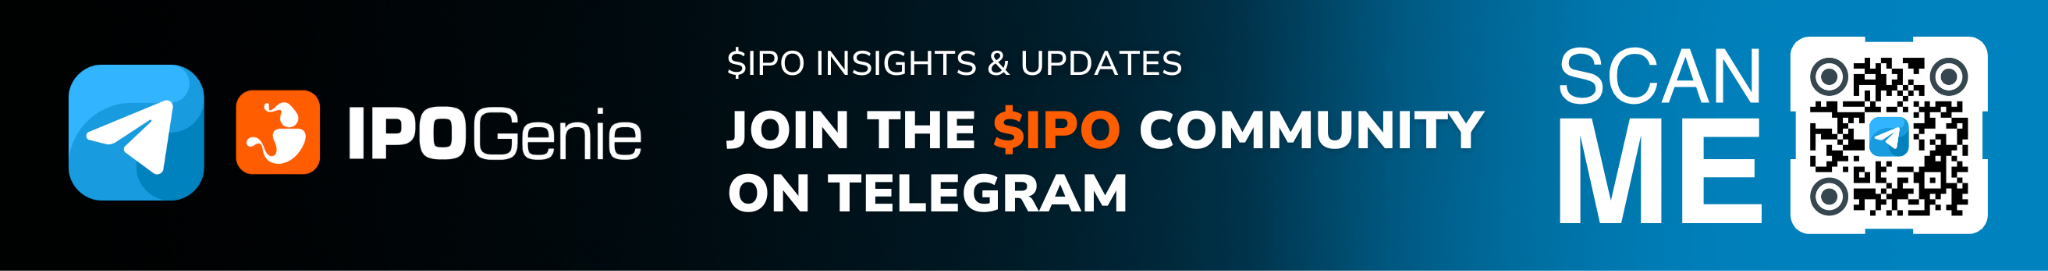 IPOGenie
$IPO INSIGHTS & UPDATES
JOIN THE $IPO COMMUNITY
ON TELEGRAM
SCAN
ME